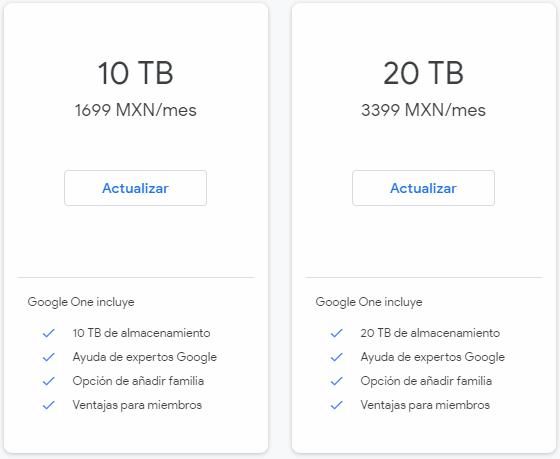 10 TB
1699 MXN/mes
Actualizar
Google One incluye
10 TB de almacenamiento
Ayuda de expertos Google
Opción de añadir familia
Ventajas para miembros
20 TB
3399 MXN/mes
Actualizar
Google One incluye
20 TB de almacenamiento
Ayuda de expertos Google
Opción de añadir familia
Ventajas para miembros